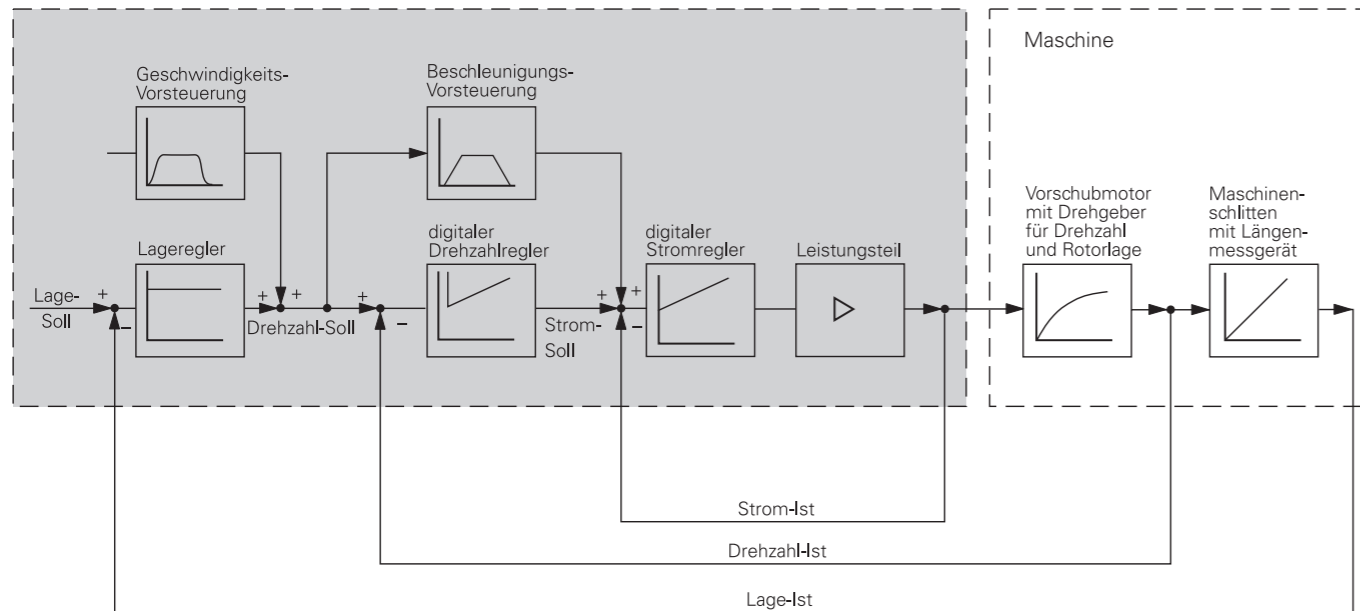 Maschine
Geschwindigkeits-
Vorsteuerung
Beschleunigungs-
Vorsteuerung
Lageregler
digitaler
Drehzahlregler
digitaler
Stromregler
Leistungsteil
Vorschubmotor
mit Drehgeber
für Drehzahl
und Rotorlage
Maschinen-
schlitten
mit Längen-
messgerät
Lage-
Soll
+
–
+
+
Drehzahl-Soll
+
–
Strom-
Soll
+
+
–
Strom-Ist
Drehzahl-Ist
Lage-Ist